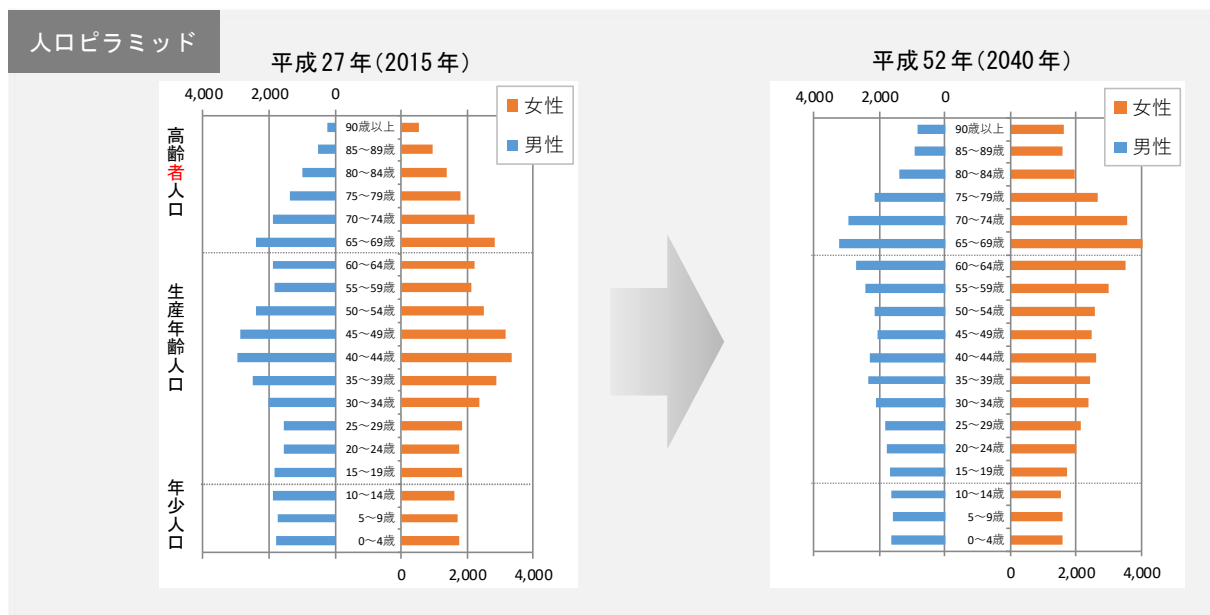 人口ピラミッド
平成27年(2015年)
4,000 2,000 0
女性
男性
高齢者人口
生産年齢人口
年少人口
90歳以上
85~89歳
80~84歳
75~79歳
70~74歳
65~69歳
60~64歳
55~59歳
50~54歳
45~49歳
40~44歳
35~39歳
30~34歳
25~29歳
20~24歳
15~19歳
10~14歳
5~9歳
0~4歳
0 2,000 4,000
平成52年(2040年)
4,000 2,000 0
女性
男性
90歳以上
85~89歳
80~84歳
75~79歳
70~74歳
65~69歳
60~64歳
55~59歳
50~54歳
45~49歳
40~44歳
35~39歳
30~34歳
25~29歳
20~24歳
15~19歳
10~14歳
5~9歳
0~4歳
0 2,000 4,000